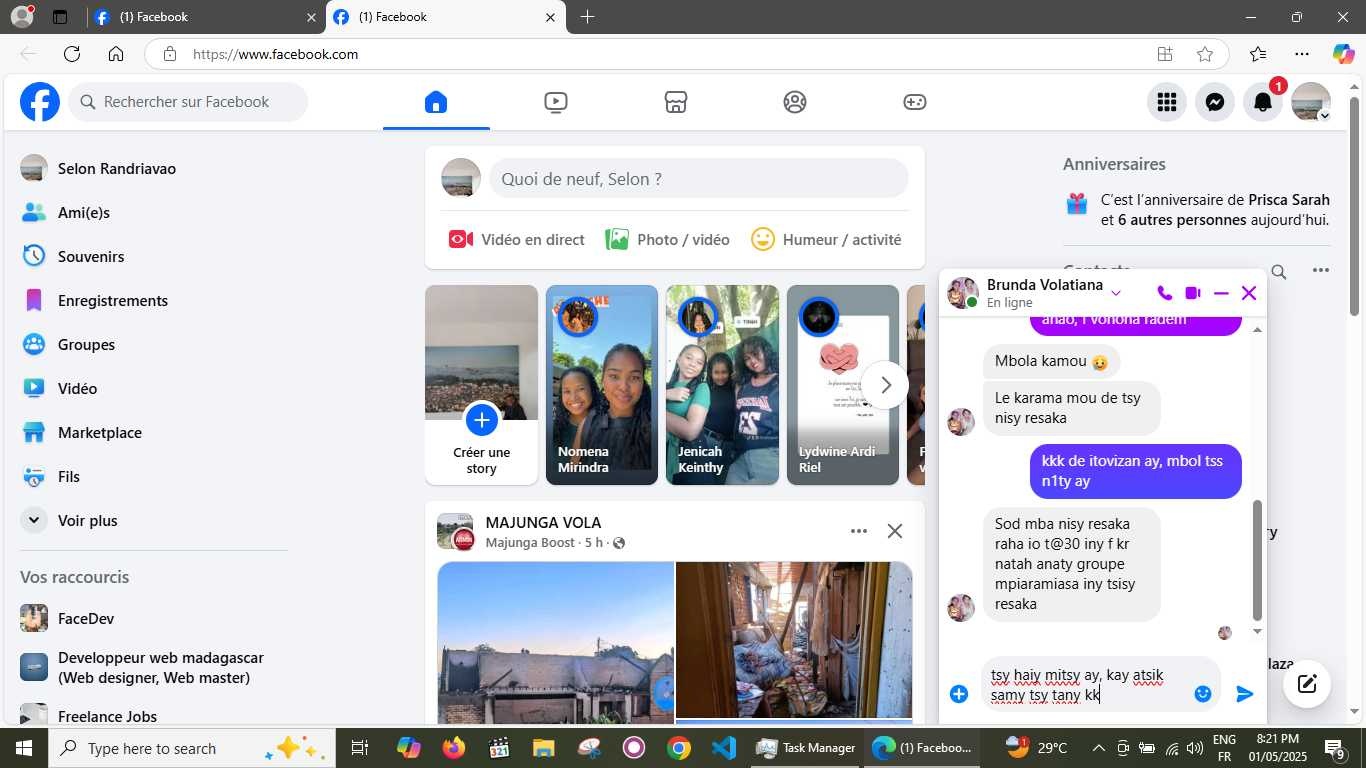 (1) Facebook
(1) Facebook
https://www.facebook.com
Rechercher sur Facebook
1
Selon Randriavao
Ami(e)s
Souvenirs
Enregistrements
Groupes
Vidéo
Marketplace
Fils
Voir plus
Vos raccourcis
FaceDev
Developpeur web madagascar
(Web designer, Web master)
Freelance Jobs
Quoi de neuf, Selon ?
Vidéo en direct
Photo / vidéo
Humeur / activité
Créer une
story
Nomena
Mirindra
Jenicah
Keinthy
Lydwine Ardi
Riel
MAJUNGA VOLA
Majunga Boost · 5 h ·
Anniversaires
C'est l'anniversaire de Prisca Sarah
et 6 autres personnes aujourd'hui.
Contacts
Brunda Volatiana
En ligne
anao, i vohona fadem
Mbola kamou 😥
Le karama mou de tsy
nisy resaka
kkk de itovizan ay, mbol tss
n1ty ay
Sod mba nisy resaka
raha io t@30 iny f kr
natah anaty groupe
mpiaramiasa iny tsisy
resaka
tsy haiy mitsy ay, kay atsik
samy tsy tany kk
Type here to search
Task Manager
(1) Faceboo...
29°C
ENG
FR
8:21 PM
01/05/2025
9